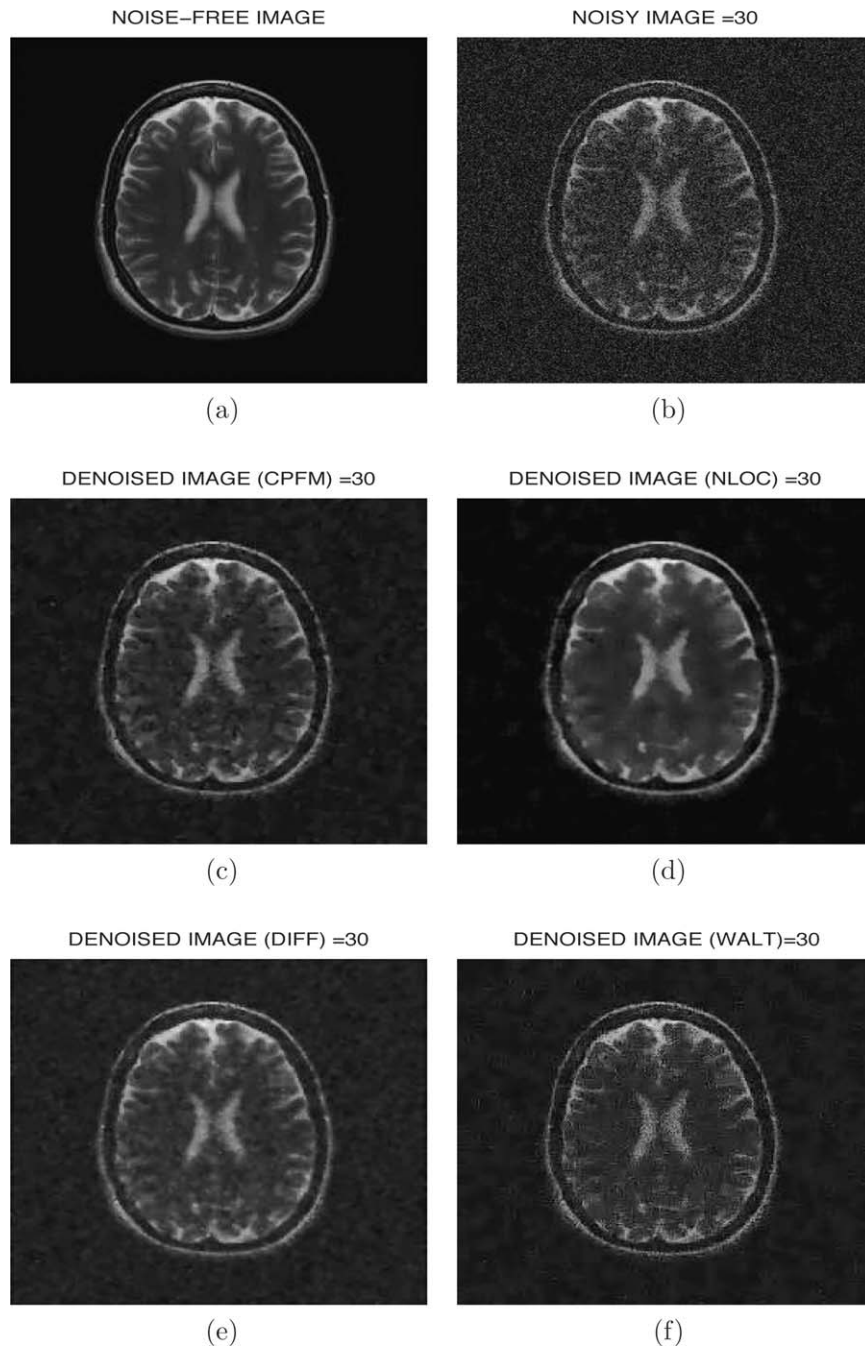 NOISE−FREE IMAGE
NOISY IMAGE =30
(a)
(b)
DENOISED IMAGE (CPFM) =30
DENOISED IMAGE (NLOC) =30
(c)
(d)
DENOISED IMAGE (DIFF) =30
DENOISED IMAGE (WALT)=30
(e)
(f)